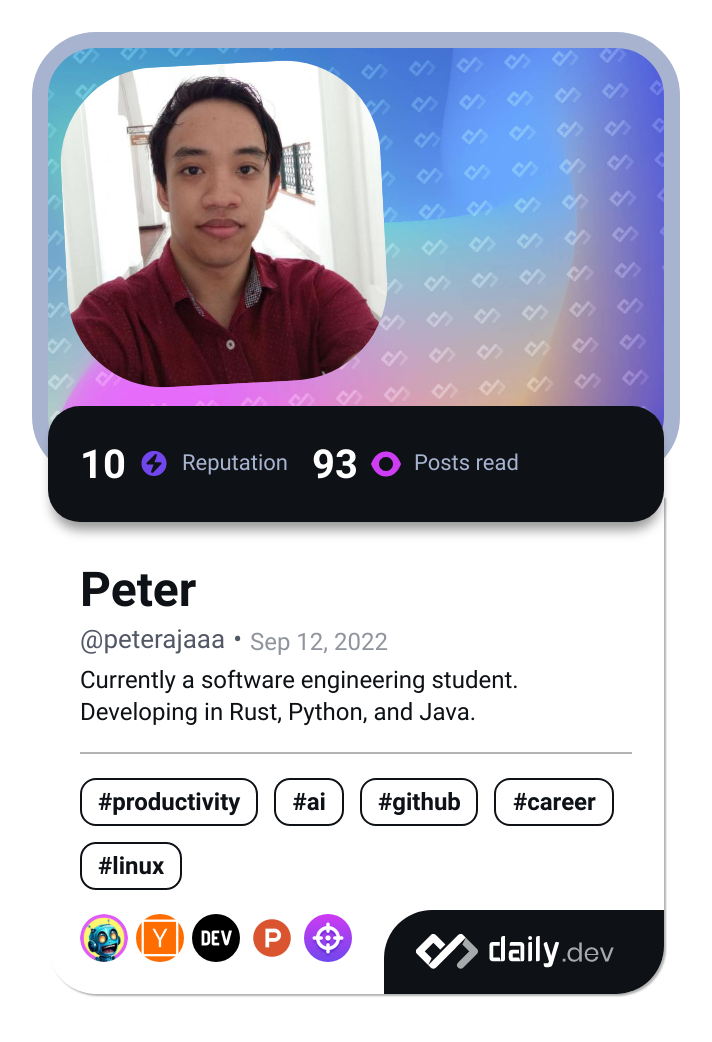 10 Reputation 93 Posts read
Peter
@peterajaaa • Sep 12, 2022
Currently a software engineering student.
Developing in Rust, Python, and Java.
#productivity #ai #github #career
#linux
Y DEV P daily.dev